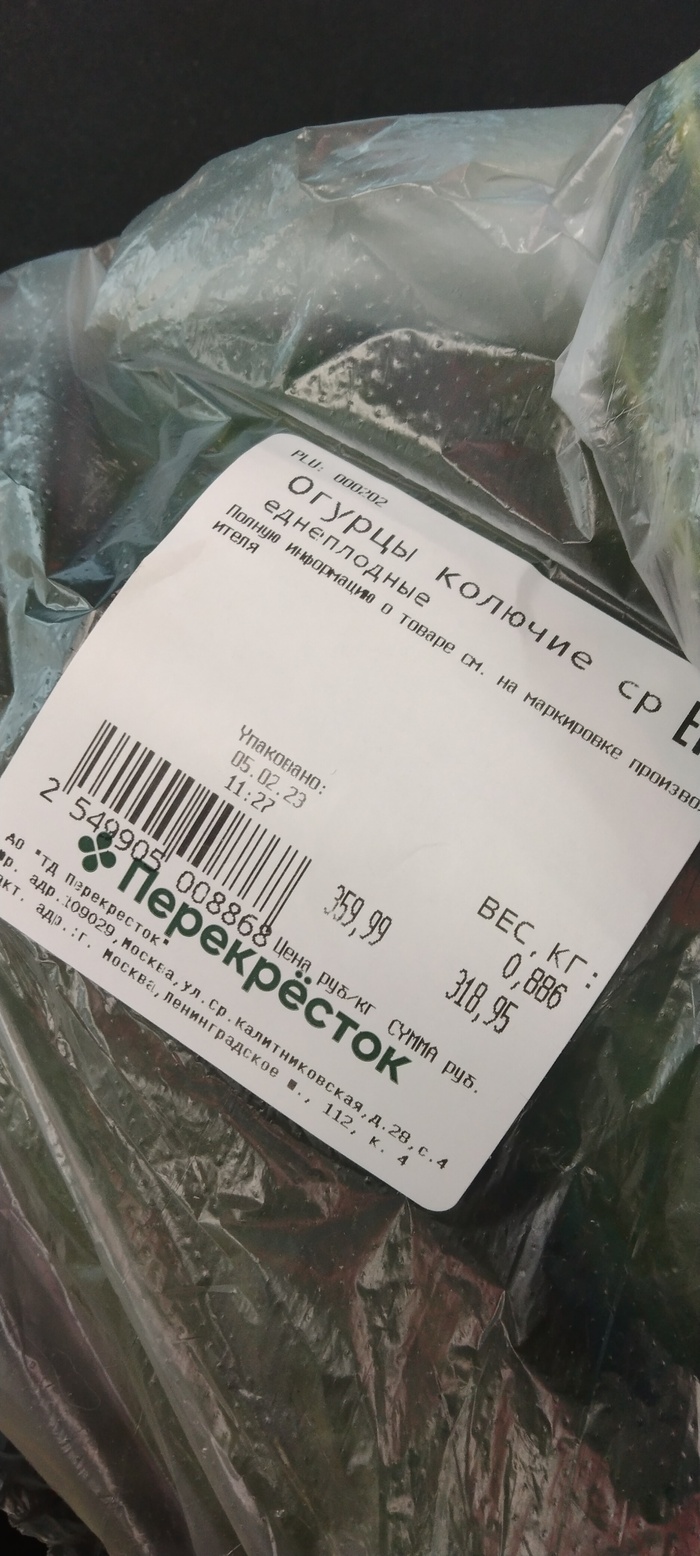 PLU: 000202
Огурцы колючие ср
еднеплодные
Полную информацию о товаре см. на маркировке произво
ителя
Упаковано:
05.02.23
11:27
ВЕС, КГ:
0,886
359,99
318,95
2 549905 008868
Цена руб/кг СУММА руб.
Перекрёсток
АО "ТД Перекресток"
адр.:109029,Москва,ул.Ср.Калитниковская,д.28,с.4
адр.:г. Москва,Ленинградское ш., 112, к. 4